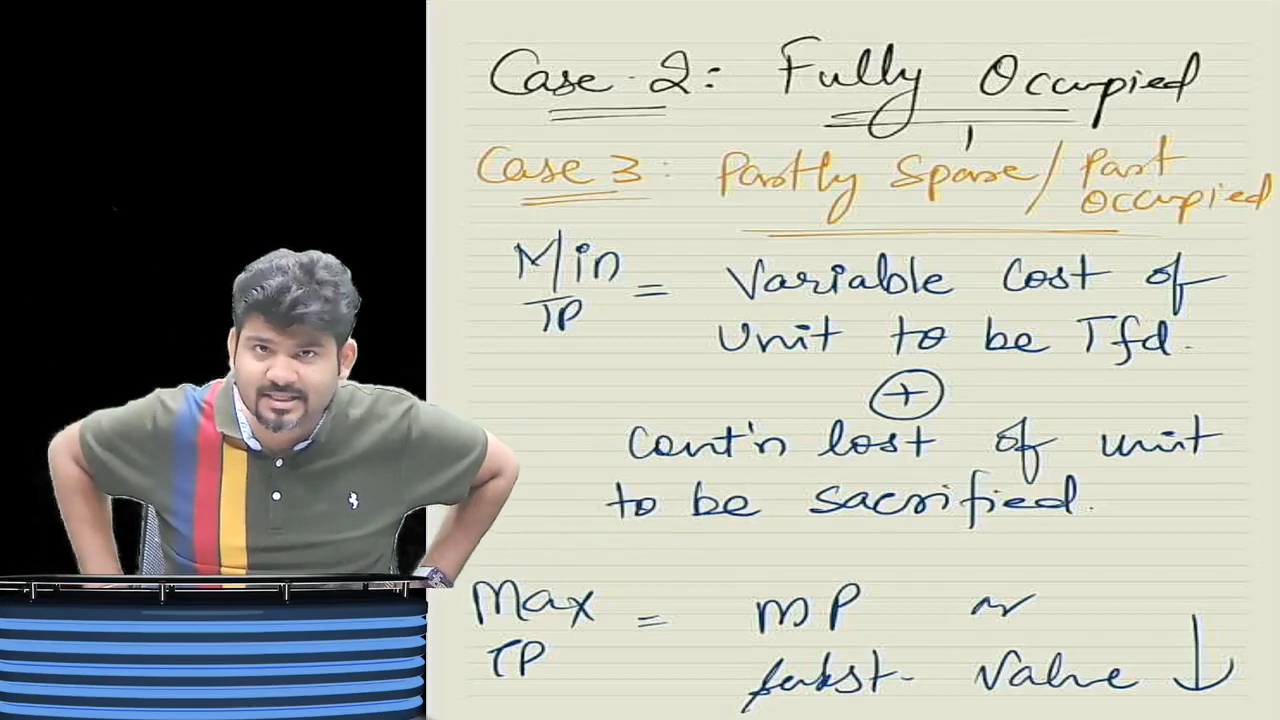 Case - 2: Fully Occupied
Case 3: Partly Spare / Part
Occupied
Min TP = Variable Cost of
Unit to be Tfd.
+
Cont'n lost of unit
to be sacrified.
Max TP = MP or
subst. Value ↓